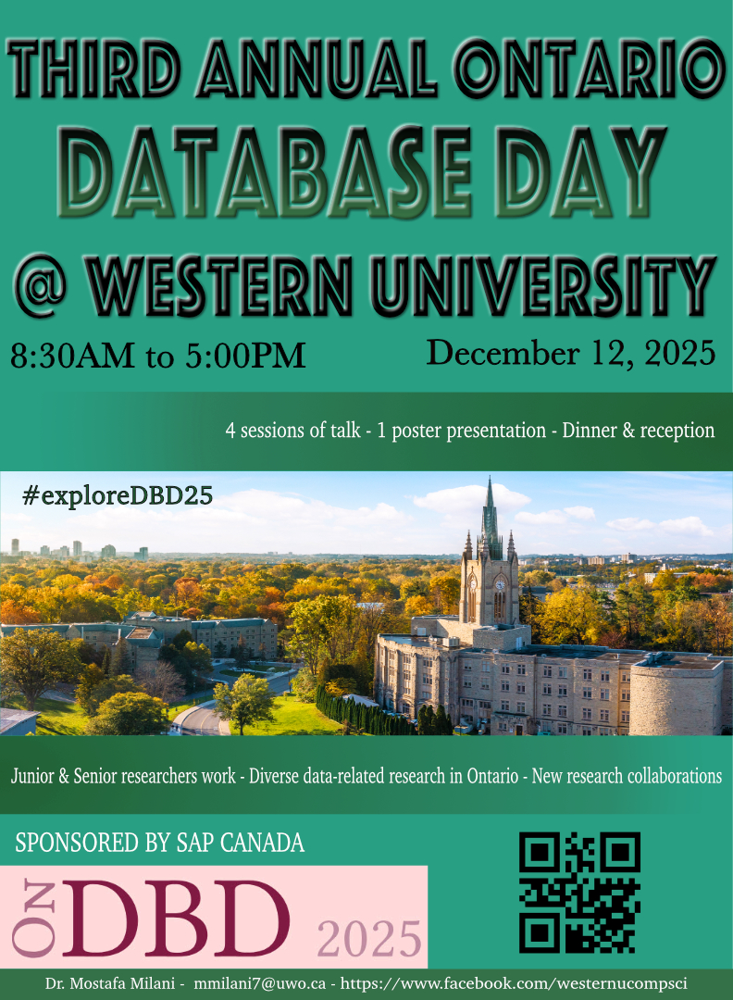 THIRD ANNUAL ONTARIO
DATABASE DAY
@ WESTERN UNIVERSITY
8:30AM to 5:00PM December 12, 2025
4 sessions of talk - 1 poster presentation - Dinner & reception
#exploreDBD25
Junior & Senior researchers work - Diverse data-related research in Ontario - New research collaborations
SPONSORED BY SAP CANADA
ON DBD 2025
Dr. Mostafa Milani - mmilani7@uwo.ca - https://www.facebook.com/westernucompsci